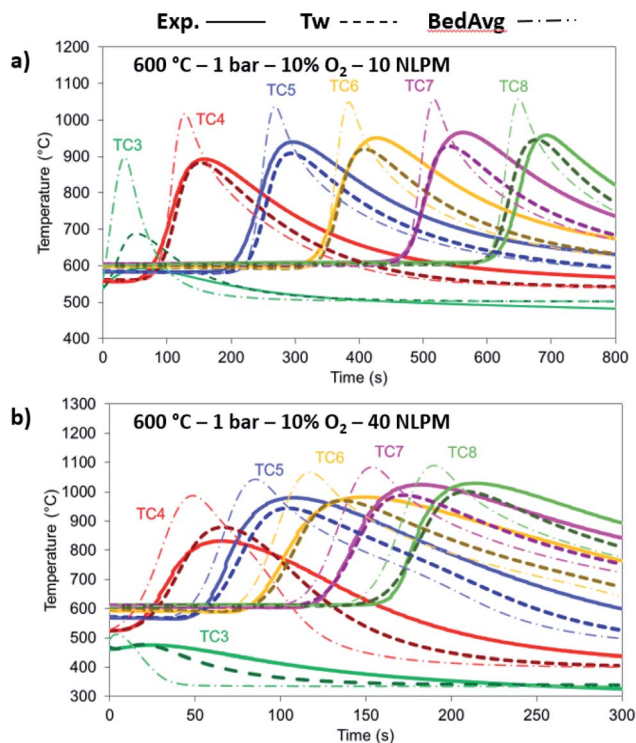 Exp. Tw BedAvg
a)
600 °C – 1 bar – 10% O₂ – 10 NLPM
TC3 TC4 TC5 TC6 TC7 TC8
Temperature (°C)
1200
1100
1000
900
800
700
600
500
400
0 100 200 300 400 500 600 700 800
Time (s)
b)
600 °C – 1 bar – 10% O₂ – 40 NLPM
TC3 TC4 TC5 TC6 TC7 TC8
Temperature (°C)
1300
1200
1100
1000
900
800
700
600
500
400
300
0 50 100 150 200 250 300
Time (s)